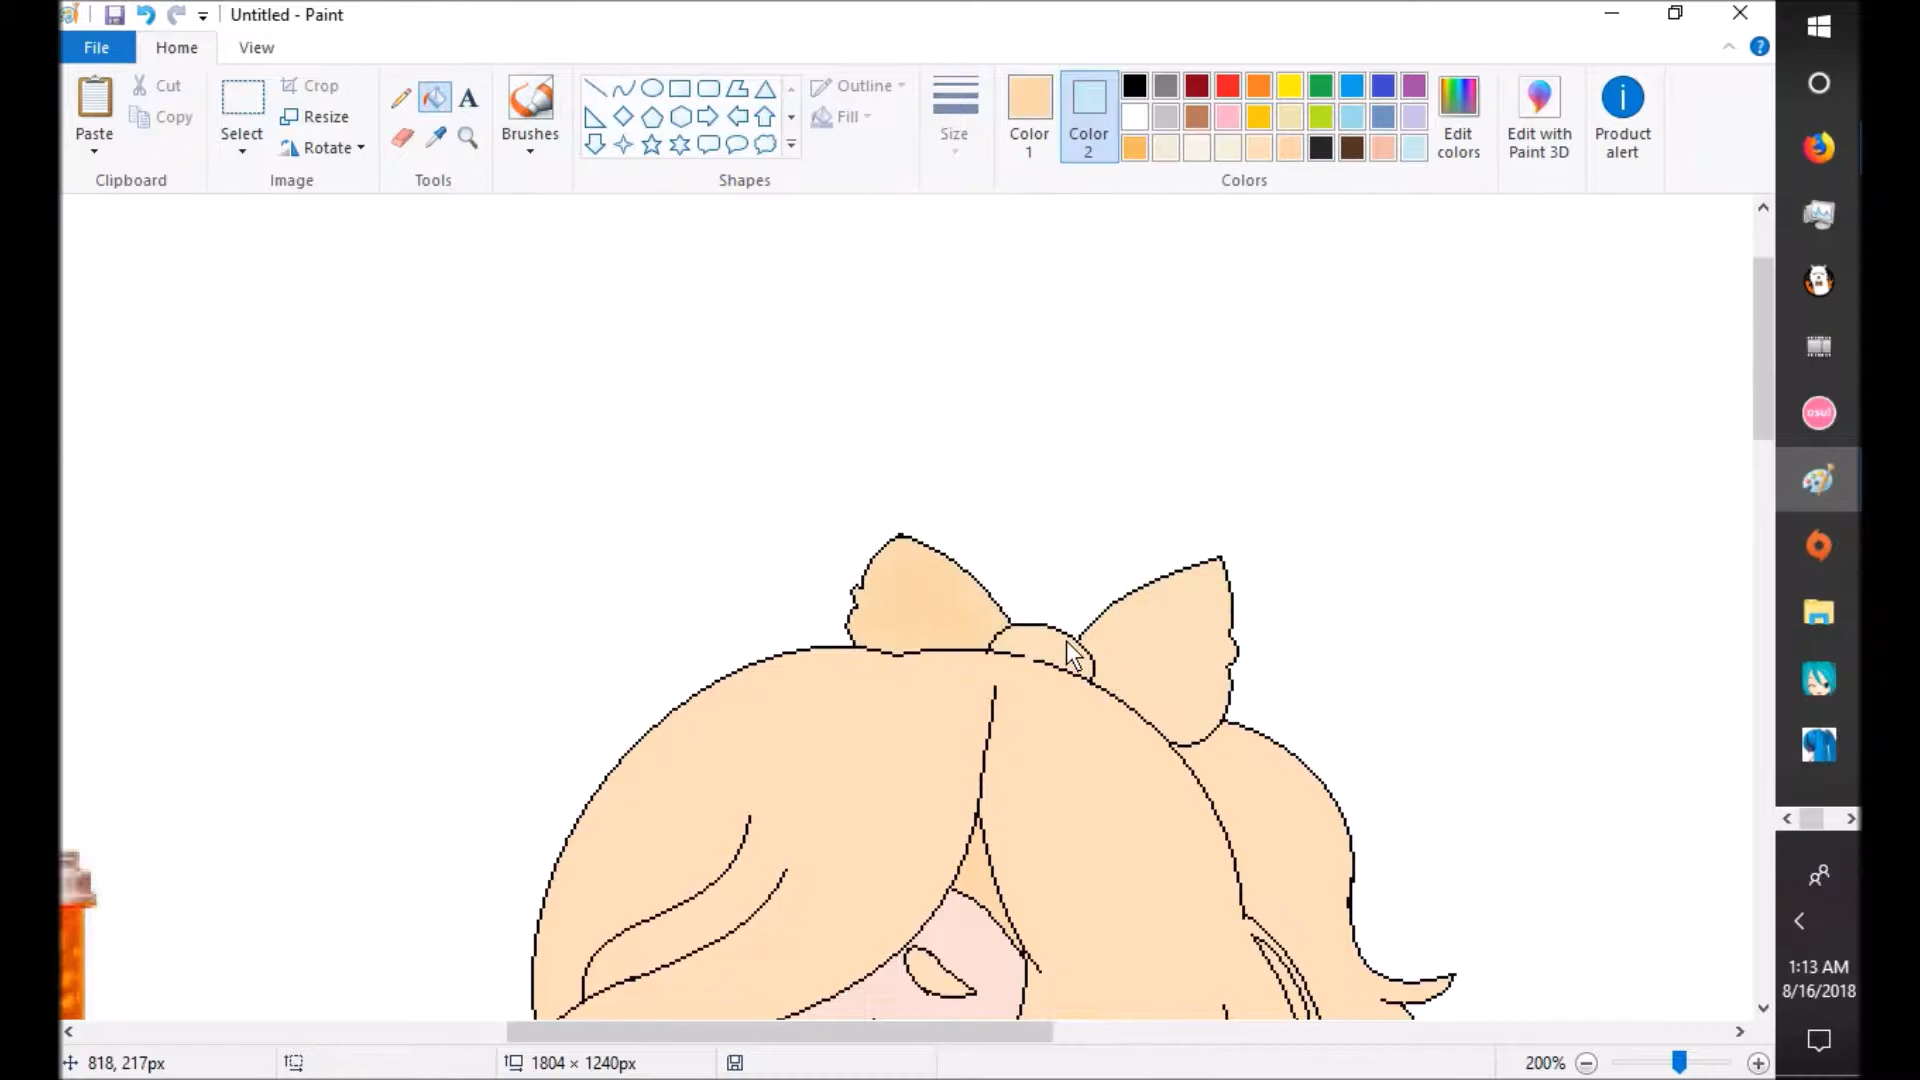 Untitled - Paint
File Home View
Paste
Cut
Copy
Clipboard
Select
Crop
Resize
Rotate
Image
A
Tools
Brushes
Shapes
Outline
Fill
Size
Color 1
Color 2
Colors
Edit colors
Edit with Paint 3D
Product alert
osu!
1:13 AM
8/16/2018
818, 217px
1804 × 1240px
200%